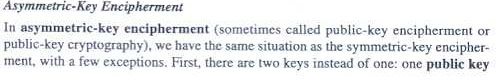 Asymmetric-Key Encipherment
In asymmetric-key encipherment (sometimes called public-key encipherment or
public-key cryptography), we have the same situation as the symmetric-key encipher-
ment, with a few exceptions. First, there are two keys instead of one: one public key